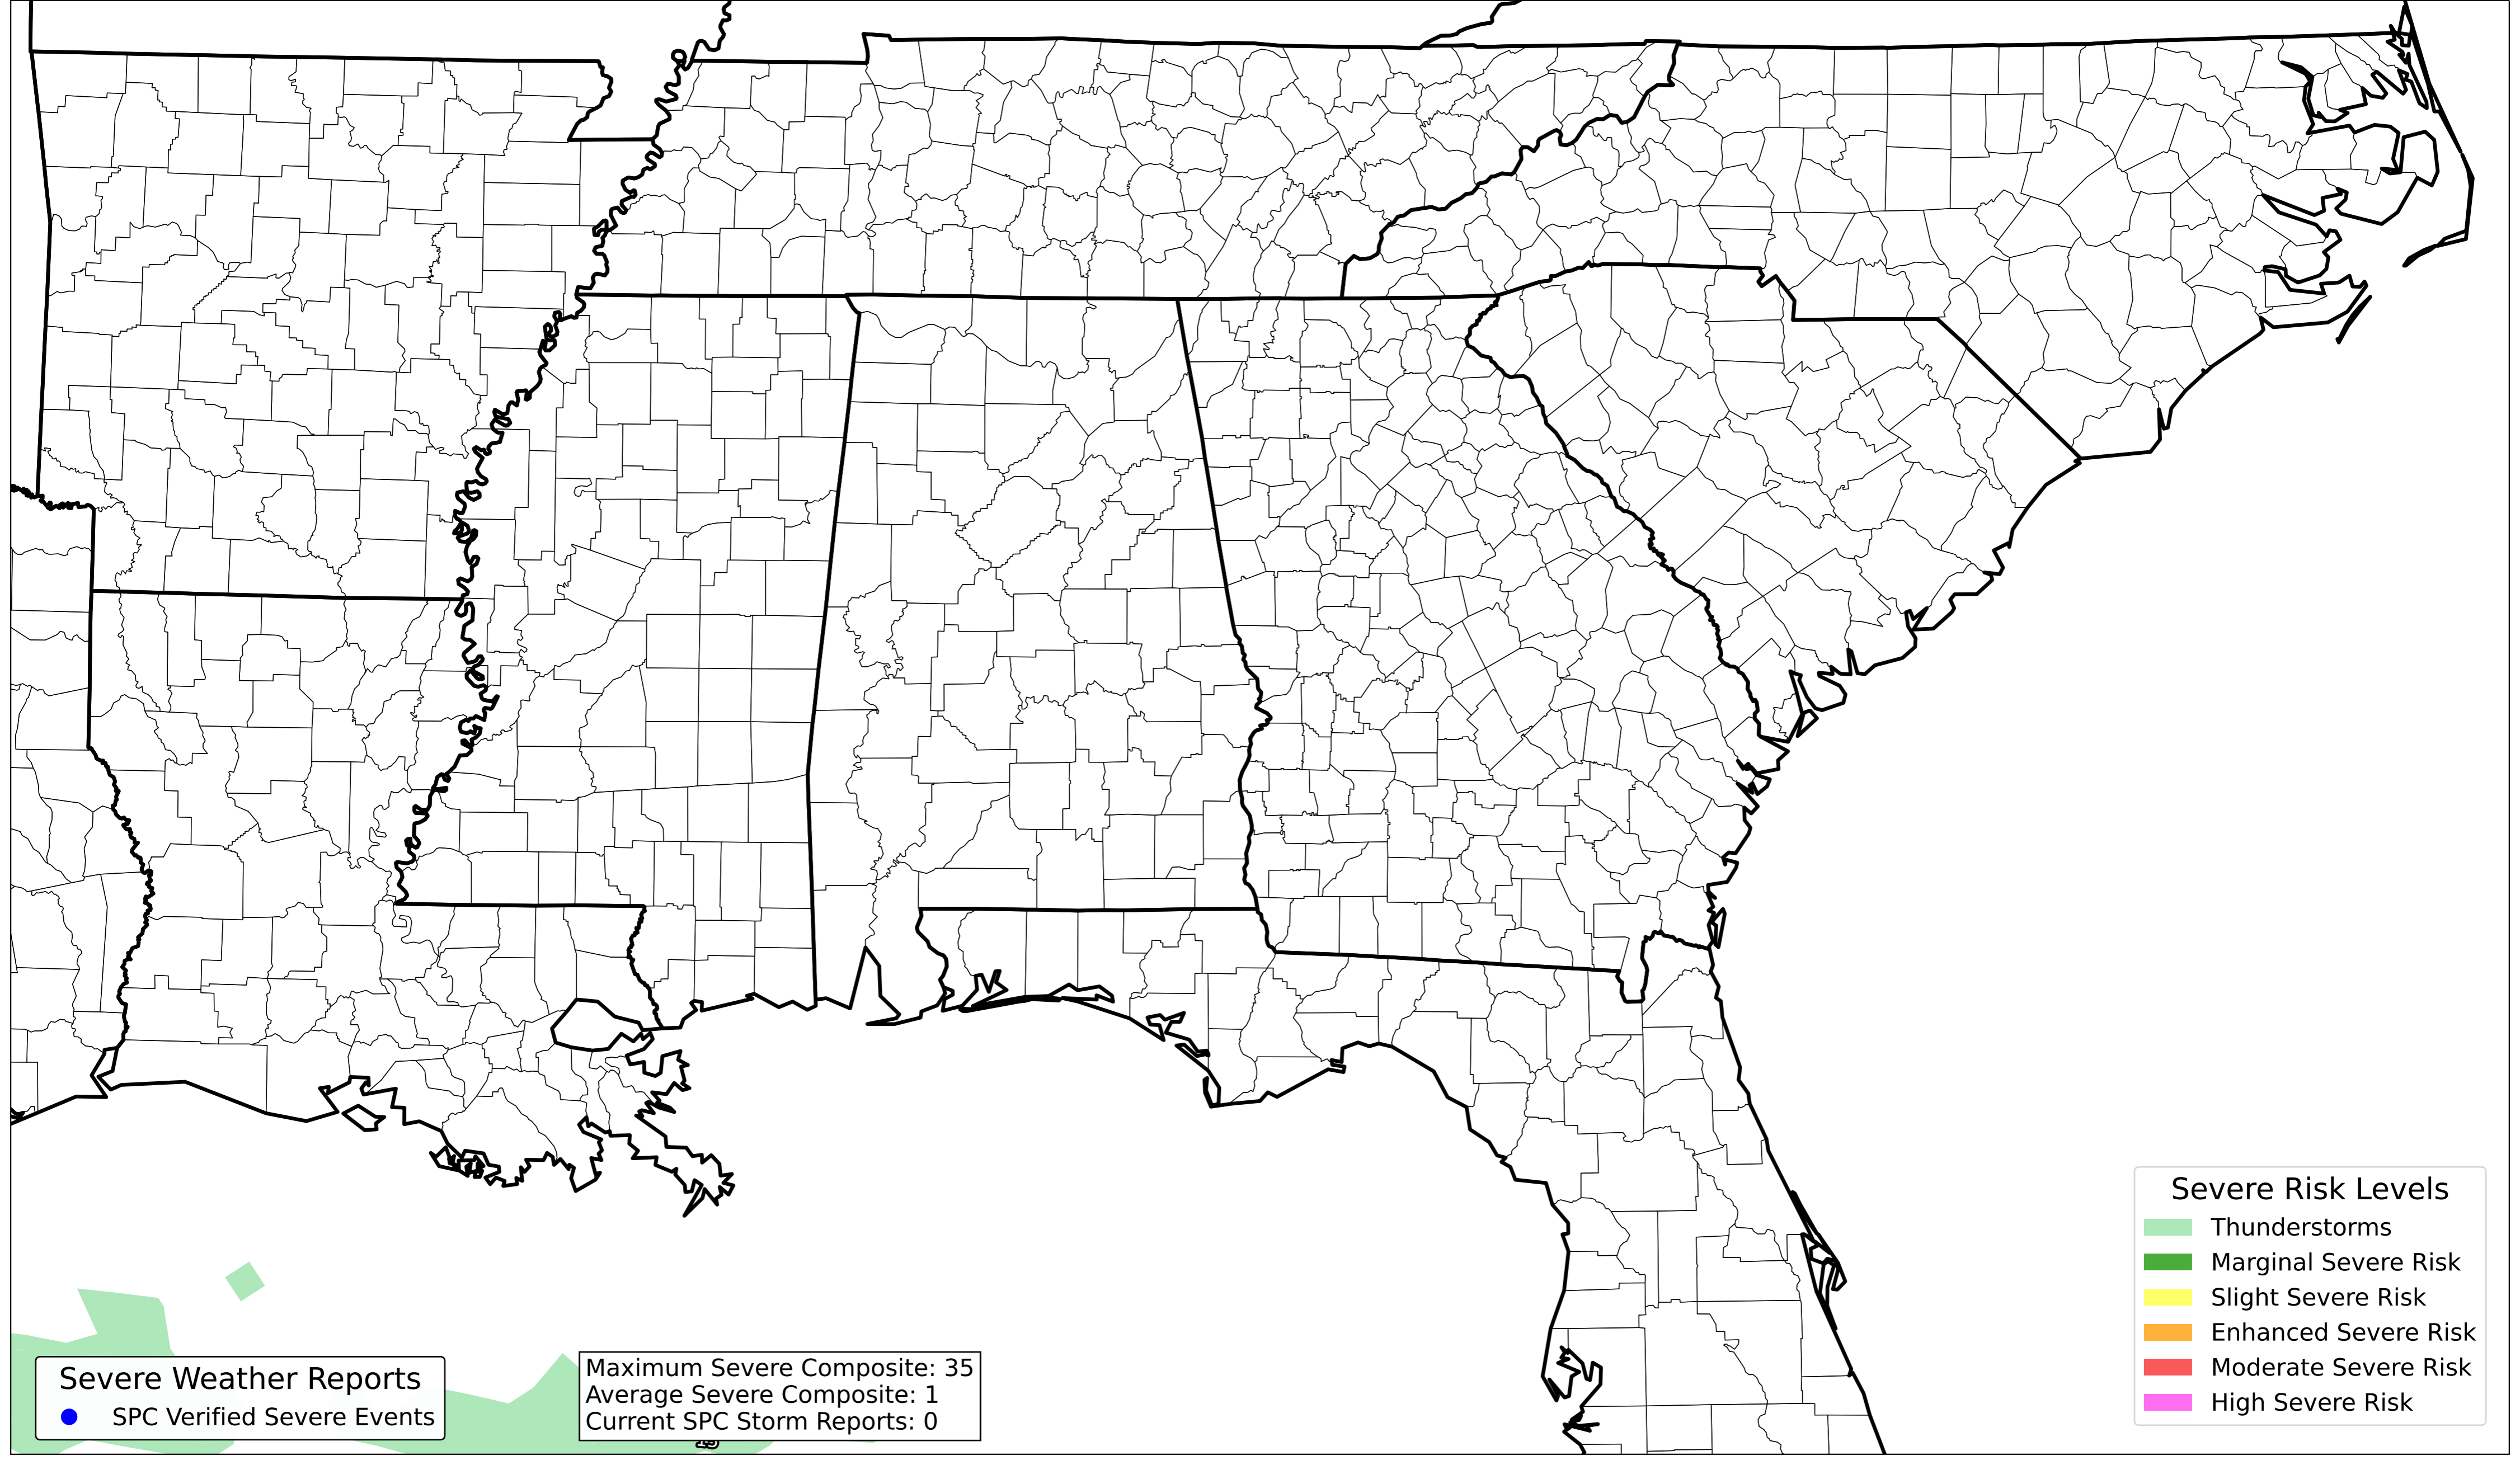 Severe Risk Levels
Thunderstorms
Marginal Severe Risk
Slight Severe Risk
Enhanced Severe Risk
Moderate Severe Risk
High Severe Risk
Severe Weather Reports
SPC Verified Severe Events
Maximum Severe Composite: 35
Average Severe Composite: 1
Current SPC Storm Reports: 0